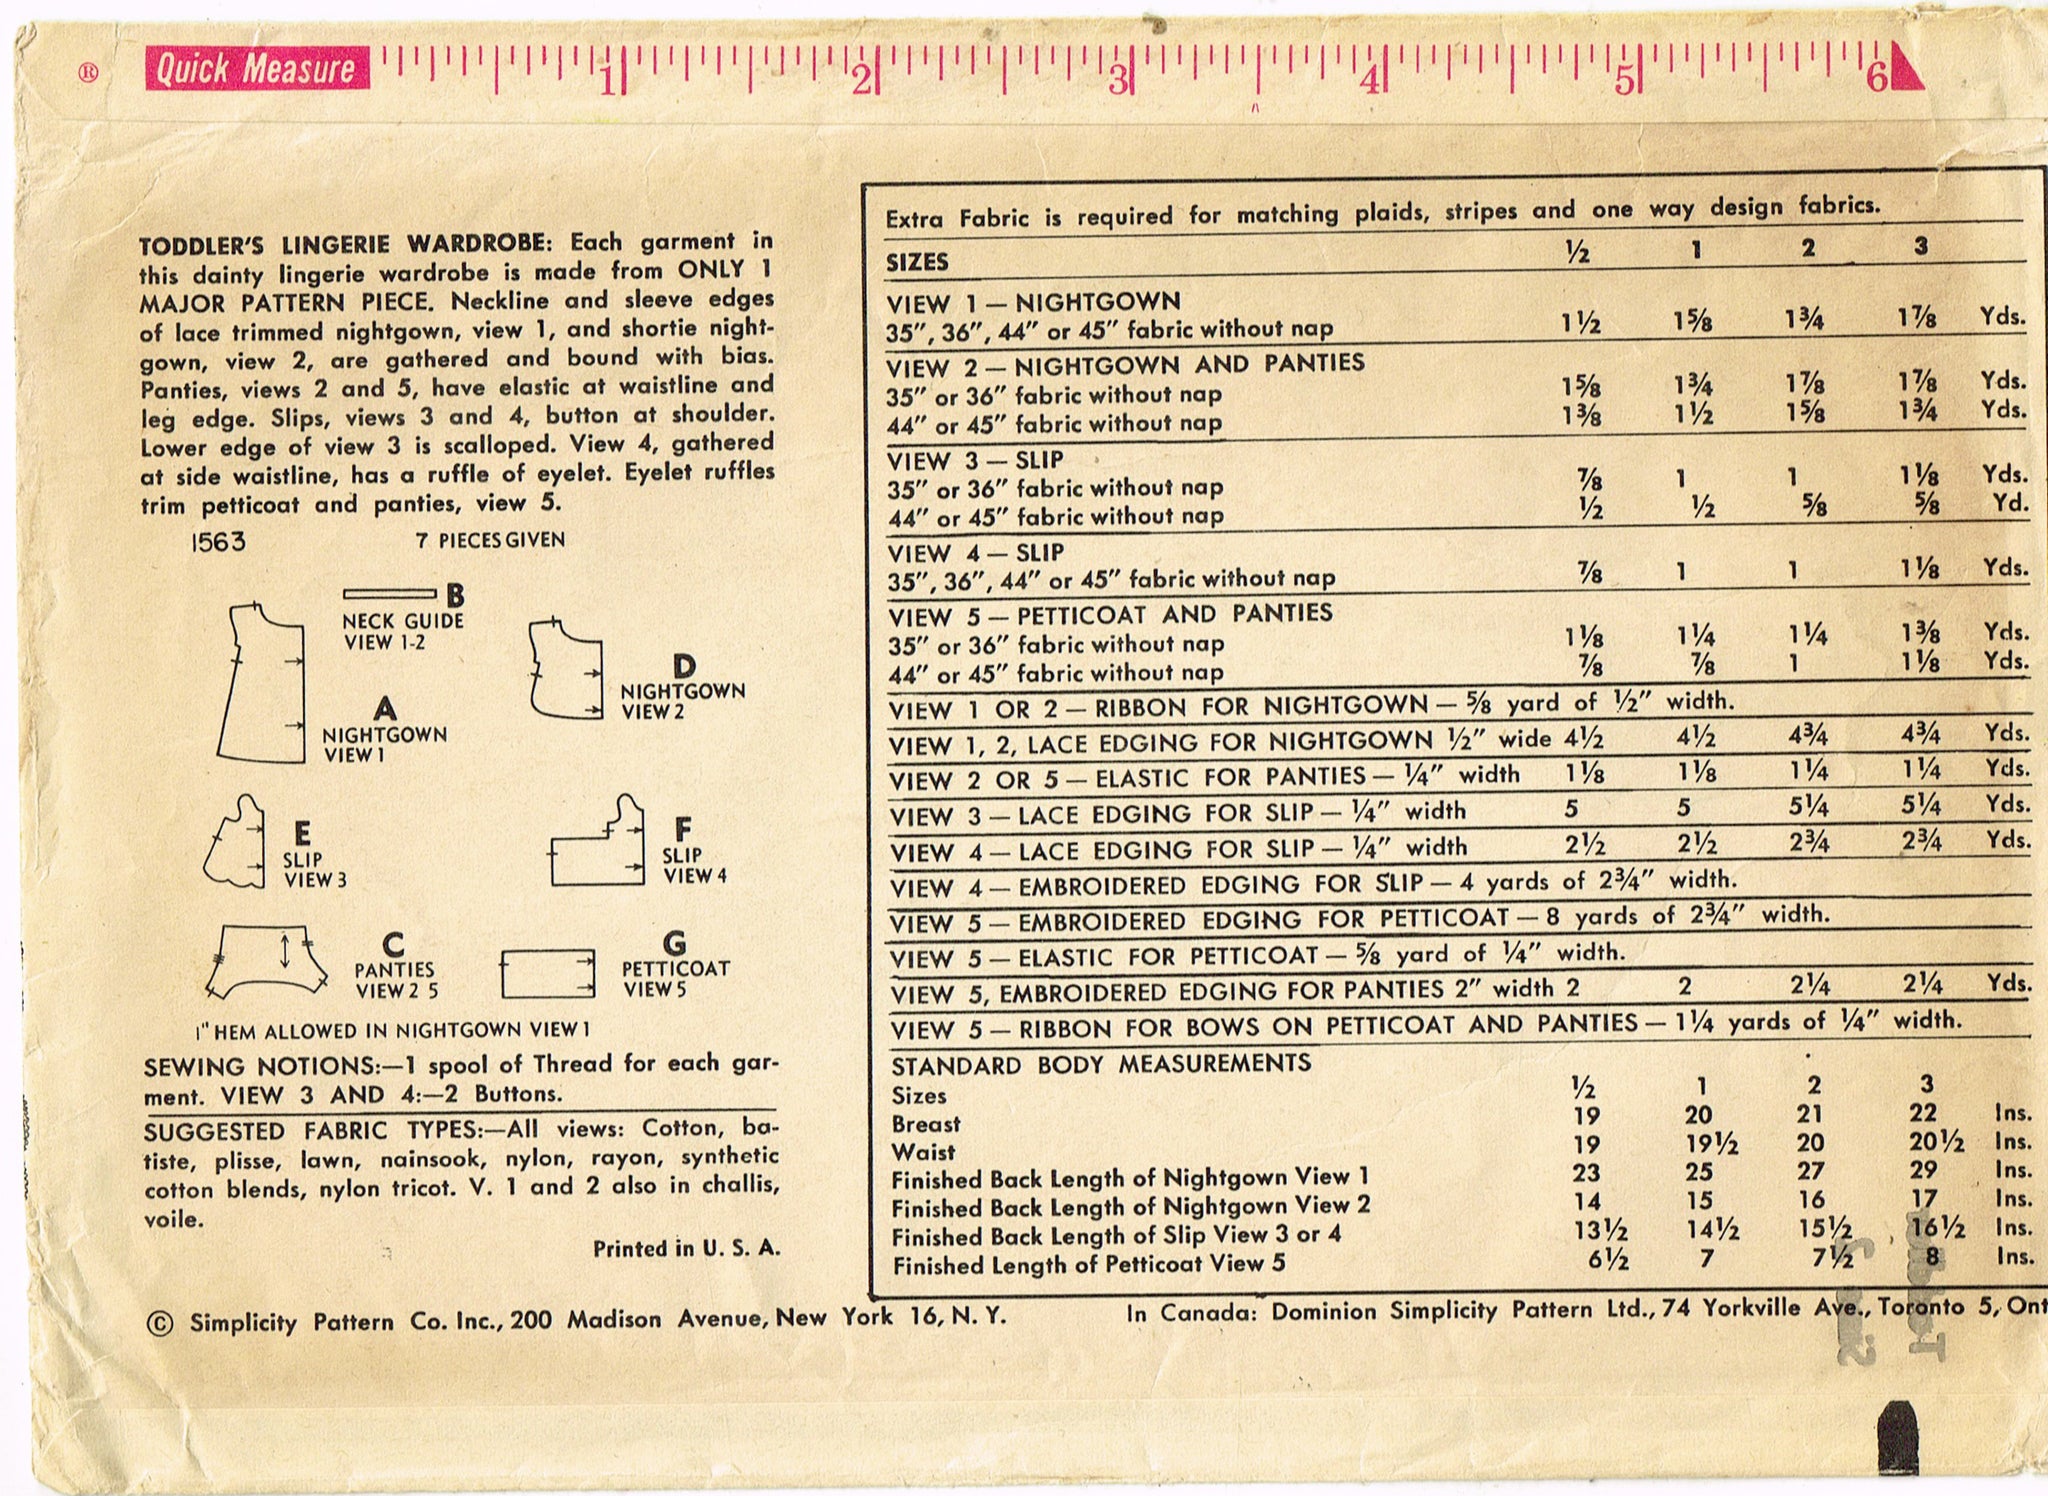 ® Quick Measure 1 2 3 4 5 6
TODDLER'S LINGERIE WARDROBE: Each garment in
this dainty lingerie wardrobe is made from ONLY 1
MAJOR PATTERN PIECE. Neckline and sleeve edges
of lace trimmed nightgown, view 1, and shortie night-
gown, view 2, are gathered and bound with bias.
Panties, views 2 and 5, have elastic at waistline and
leg edge. Slips, views 3 and 4, button at shoulder.
Lower edge of view 3 is scalloped. View 4, gathered
at side waistline, has a ruffle of eyelet. Eyelet ruffles
trim petticoat and panties, view 5.
1563 7 PIECES GIVEN
B
NECK GUIDE
VIEW 1-2
A
NIGHTGOWN
VIEW 1
D
NIGHTGOWN
VIEW 2
E
SLIP
VIEW 3
F
SLIP
VIEW 4
C
PANTIES
VIEW 2 5
G
PETTICOAT
VIEW 5
1" HEM ALLOWED IN NIGHTGOWN VIEW 1
SEWING NOTIONS:—1 spool of Thread for each gar-
ment. VIEW 3 AND 4:—2 Buttons.
SUGGESTED FABRIC TYPES:—All views: Cotton, ba-
tiste, plisse, lawn, nainsook, nylon, rayon, synthetic
cotton blends, nylon tricot. V. 1 and 2 also in challis,
voile.
Printed in U. S. A.
Extra Fabric is required for matching plaids, stripes and one way design fabrics.
SIZES ½ 1 2 3
VIEW 1 — NIGHTGOWN
35", 36", 44" or 45" fabric without nap 1½ 1⅝ 1¾ 1⅞ Yds.
VIEW 2 — NIGHTGOWN AND PANTIES
35" or 36" fabric without nap 1⅝ 1¾ 1⅞ 1⅞ Yds.
44" or 45" fabric without nap 1⅜ 1½ 1⅝ 1¾ Yds.
VIEW 3 — SLIP
35" or 36" fabric without nap ⅞ 1 1 1⅛ Yds.
44" or 45" fabric without nap ½ ½ ⅝ ⅝ Yd.
VIEW 4 — SLIP
35", 36", 44" or 45" fabric without nap ⅞ 1 1 1⅛ Yds.
VIEW 5 — PETTICOAT AND PANTIES
35" or 36" fabric without nap 1⅛ 1¼ 1¼ 1⅜ Yds.
44" or 45" fabric without nap ⅞ ⅞ 1 1⅛ Yds.
VIEW 1 OR 2 — RIBBON FOR NIGHTGOWN — ⅝ yard of ½" width.
VIEW 1, 2, LACE EDGING FOR NIGHTGOWN ½" wide 4½ 4½ 4¾ 4¾ Yds.
VIEW 2 OR 5 — ELASTIC FOR PANTIES — ¼" width 1⅛ 1⅛ 1¼ 1¼ Yds.
VIEW 3 — LACE EDGING FOR SLIP — ¼" width 5 5 5¼ 5¼ Yds.
VIEW 4 — LACE EDGING FOR SLIP — ¼" width 2½ 2½ 2¾ 2¾ Yds.
VIEW 4 — EMBROIDERED EDGING FOR SLIP — 4 yards of 2¾" width.
VIEW 5 — EMBROIDERED EDGING FOR PETTICOAT — 8 yards of 2¾" width.
VIEW 5 — ELASTIC FOR PETTICOAT — ⅝ yard of ¼" width.
VIEW 5, EMBROIDERED EDGING FOR PANTIES 2" width 2 2 2¼ 2¼ Yds.
VIEW 5 — RIBBON FOR BOWS ON PETTICOAT AND PANTIES — 1¼ yards of ¼" width.
STANDARD BODY MEASUREMENTS
Sizes ½ 1 2 3
Breast 19 20 21 22 Ins.
Waist 19 19½ 20 20½ Ins.
Finished Back Length of Nightgown View 1 23 25 27 29 Ins.
Finished Back Length of Nightgown View 2 14 15 16 17 Ins.
Finished Back Length of Slip View 3 or 4 13½ 14½ 15½ 16½ Ins.
Finished Length of Petticoat View 5 6½ 7 7½ 8 Ins.
© Simplicity Pattern Co. Inc., 200 Madison Avenue, New York 16, N. Y. In Canada: Dominion Simplicity Pattern Ltd., 74 Yorkville Ave., Toronto 5, Ont